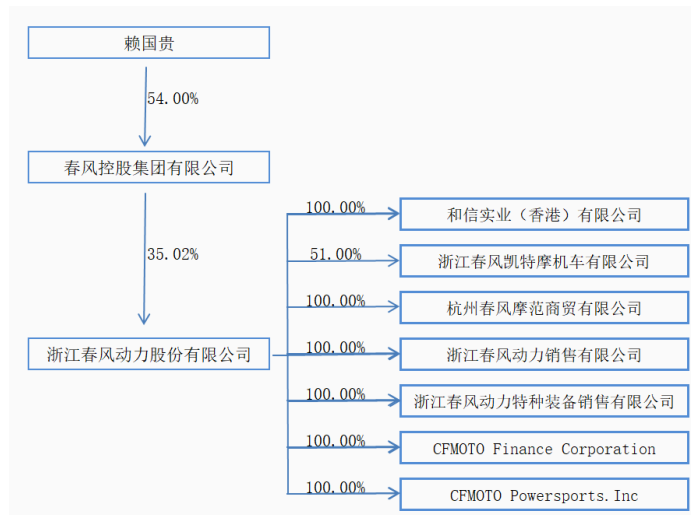 赖国贵
54.00%
春风控股集团有限公司
35.02%
浙江春风动力股份有限公司
100.00%
和信实业（香港）有限公司
51.00%
浙江春风凯特摩机车有限公司
100.00%
杭州春风摩范商贸有限公司
100.00%
浙江春风动力销售有限公司
100.00%
浙江春风动力特种装备销售有限公司
100.00%
CFMOTO Finance Corporation
100.00%
CFMOTO Powersports.Inc